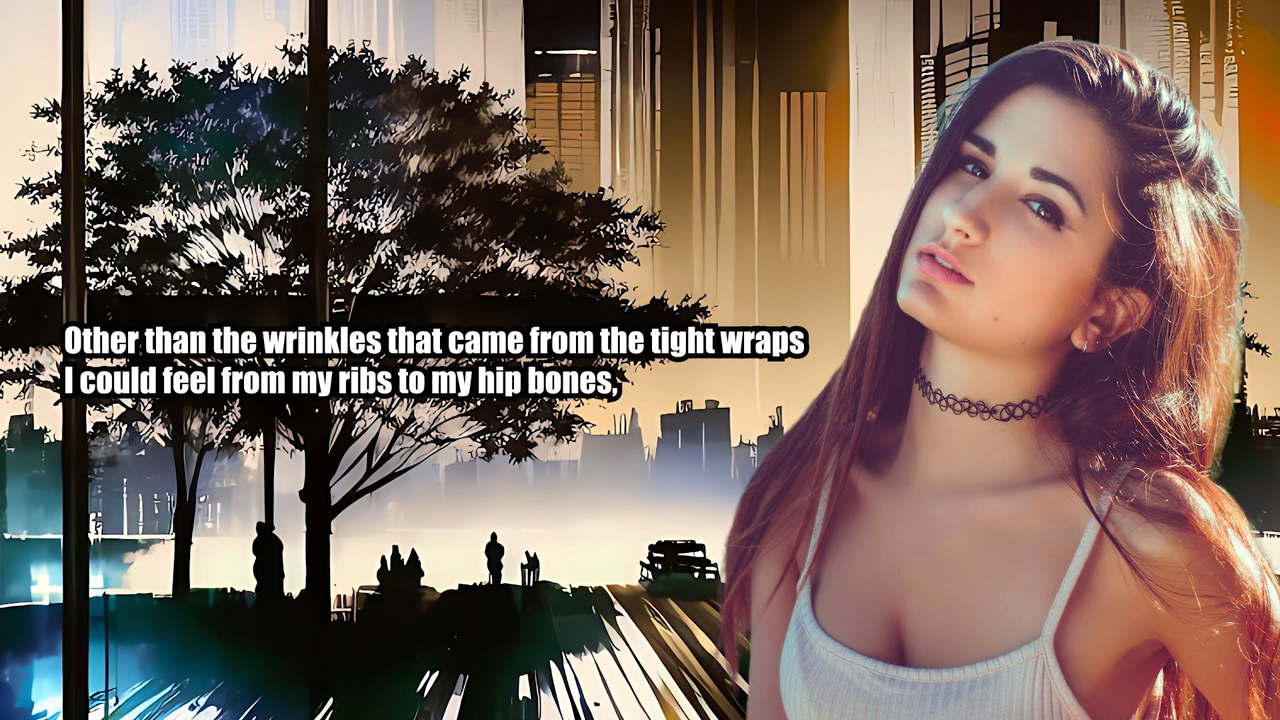 Other than the wrinkles that came from the tight wraps
I could feel from my ribs to my hip bones,